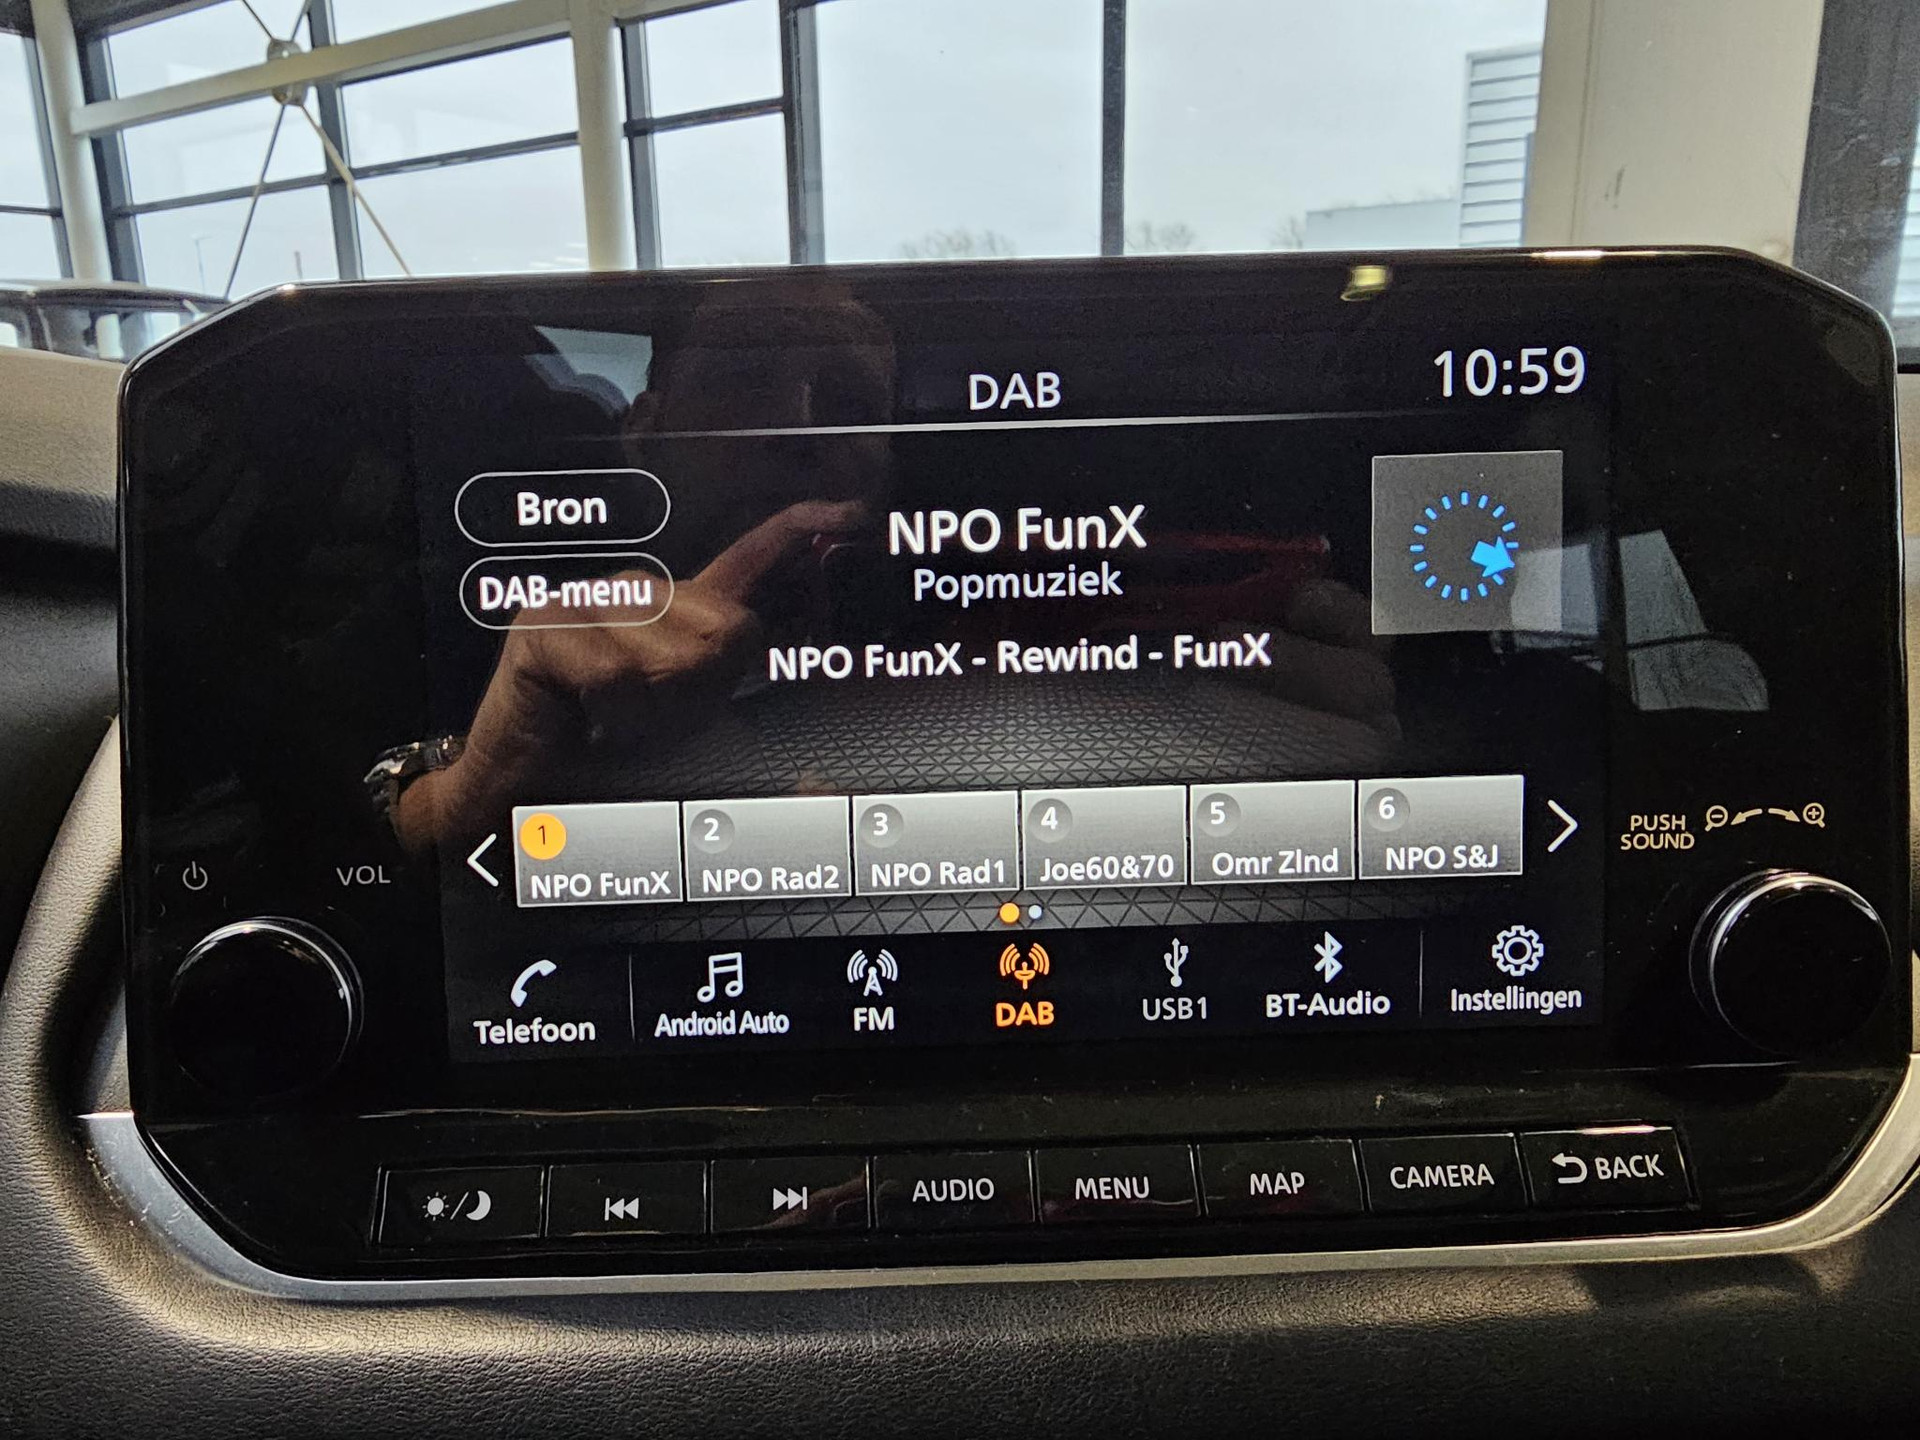 DAB
10:59
Bron
DAB-menu
NPO FunX
Popmuziek
NPO FunX - Rewind - FunX
1
NPO FunX
2
NPO Rad2
3
NPO Rad1
4
Joe60&70
5
Omr Zlnd
6
NPO S&J
VOL
PUSH
SOUND
Telefoon
Android Auto
FM
DAB
USB1
BT-Audio
Instellingen
AUDIO
MENU
MAP
CAMERA
BACK